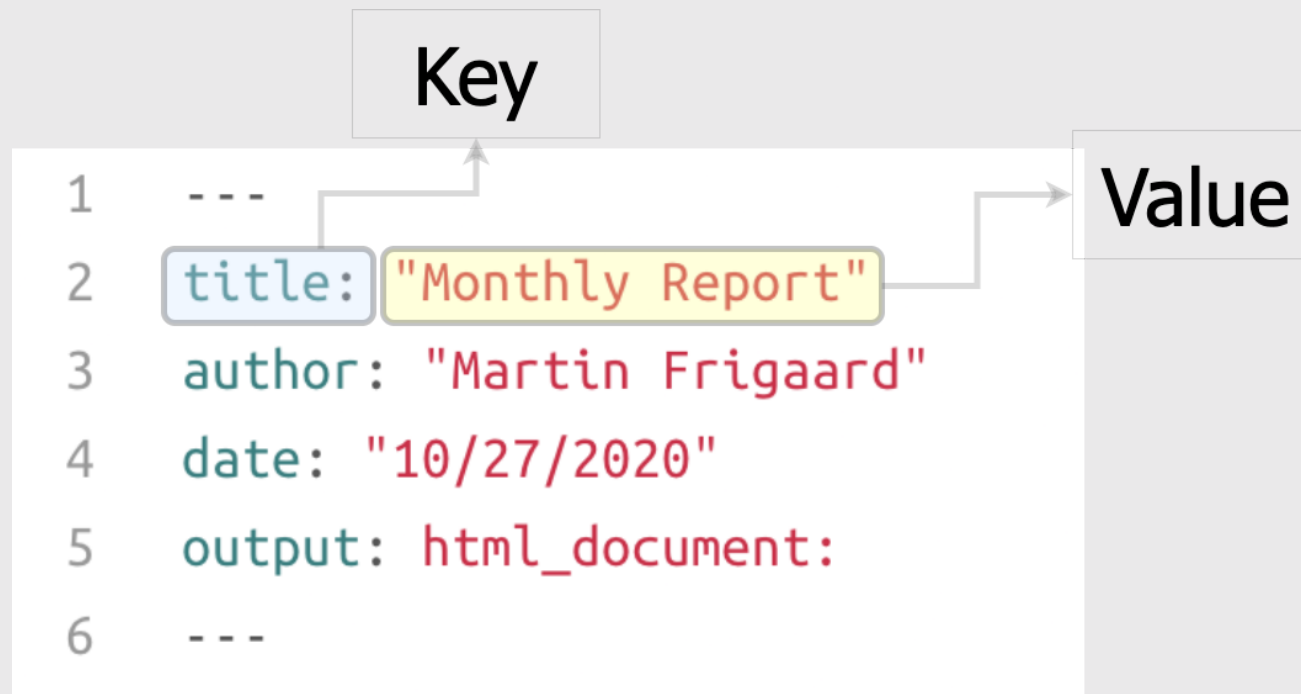 Key
Value
1 ---
2 title: "Monthly Report"
3 author: "Martin Frigaard"
4 date: "10/27/2020"
5 output: html_document:
6 ---